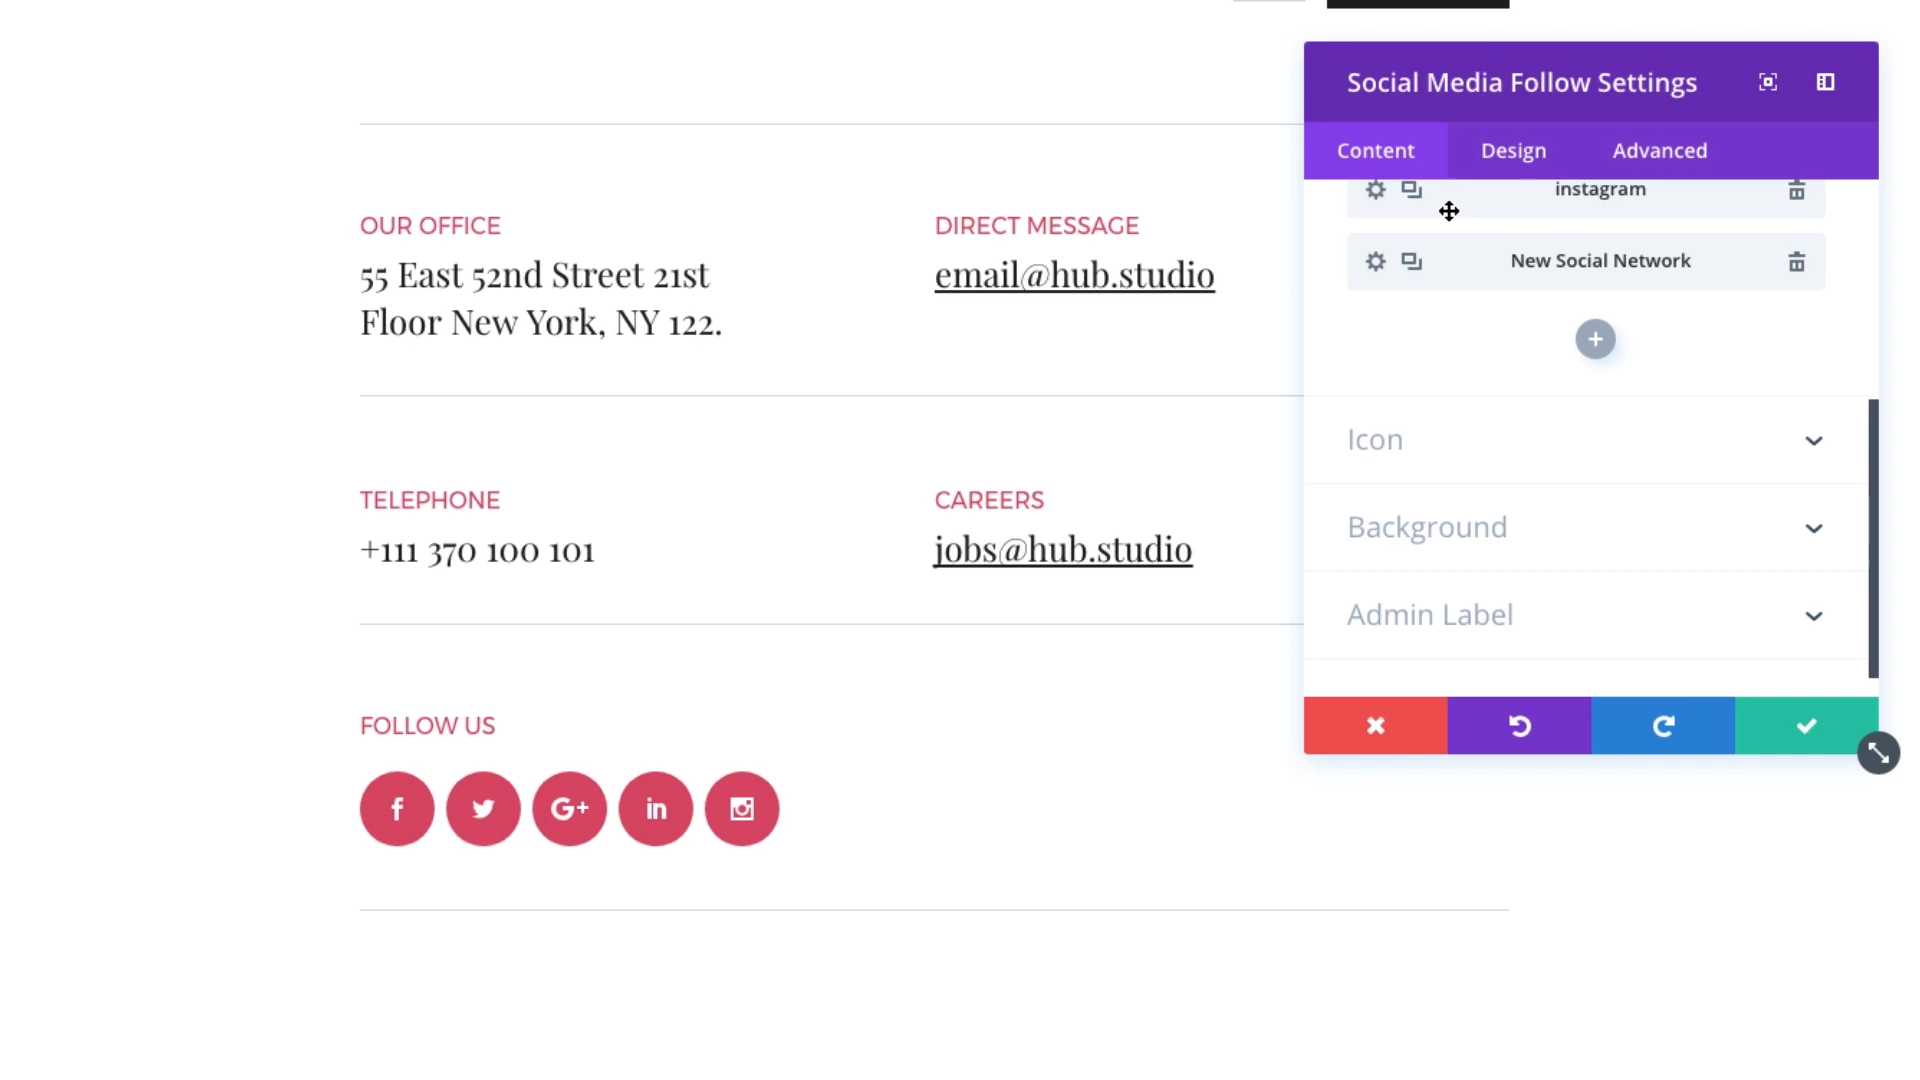 Social Media Follow Settings
Content
Design
Advanced
instagram
New Social Network
Icon
Background
Admin Label
OUR OFFICE
55 East 52nd Street 21st
Floor New York, NY 122.
DIRECT MESSAGE
email@hub.studio
TELEPHONE
+111 370 100 101
CAREERS
jobs@hub.studio
FOLLOW US
f
G+
in